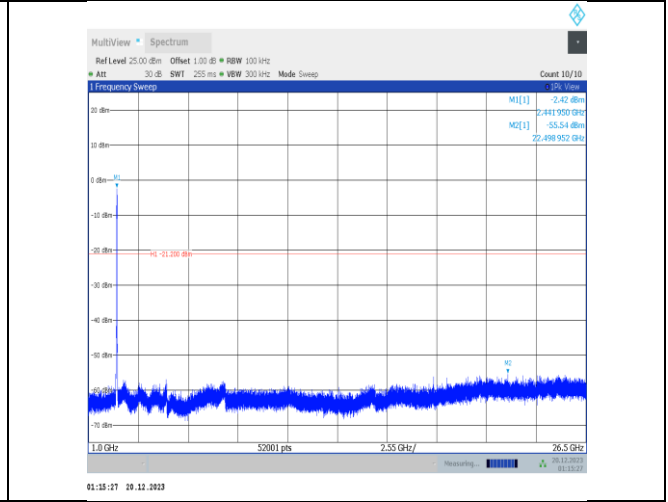 MultiView Spectrum
Ref Level 25.00 dBm Offset 1.00 dB RBW 100 kHz
Att 30 dB SWT 255 ms VBW 300 kHz Mode Sweep Count 10/10
1 Frequency Sweep 1Pk View
M1[1] -2.42 dBm
2.441 950 GHz
M2[1] -55.54 dBm
22.498 952 GHz
20 dBm
10 dBm
0 dBm
M1
-10 dBm
-20 dBm
H1 -21.200 dBm
-30 dBm
-40 dBm
-50 dBm
M2
-60 dBm
-70 dBm
1.0 GHz 52001 pts 2.55 GHz/ 26.5 GHz
Measuring... 20.12.2023
01:15:27
01:15:27 20.12.2023